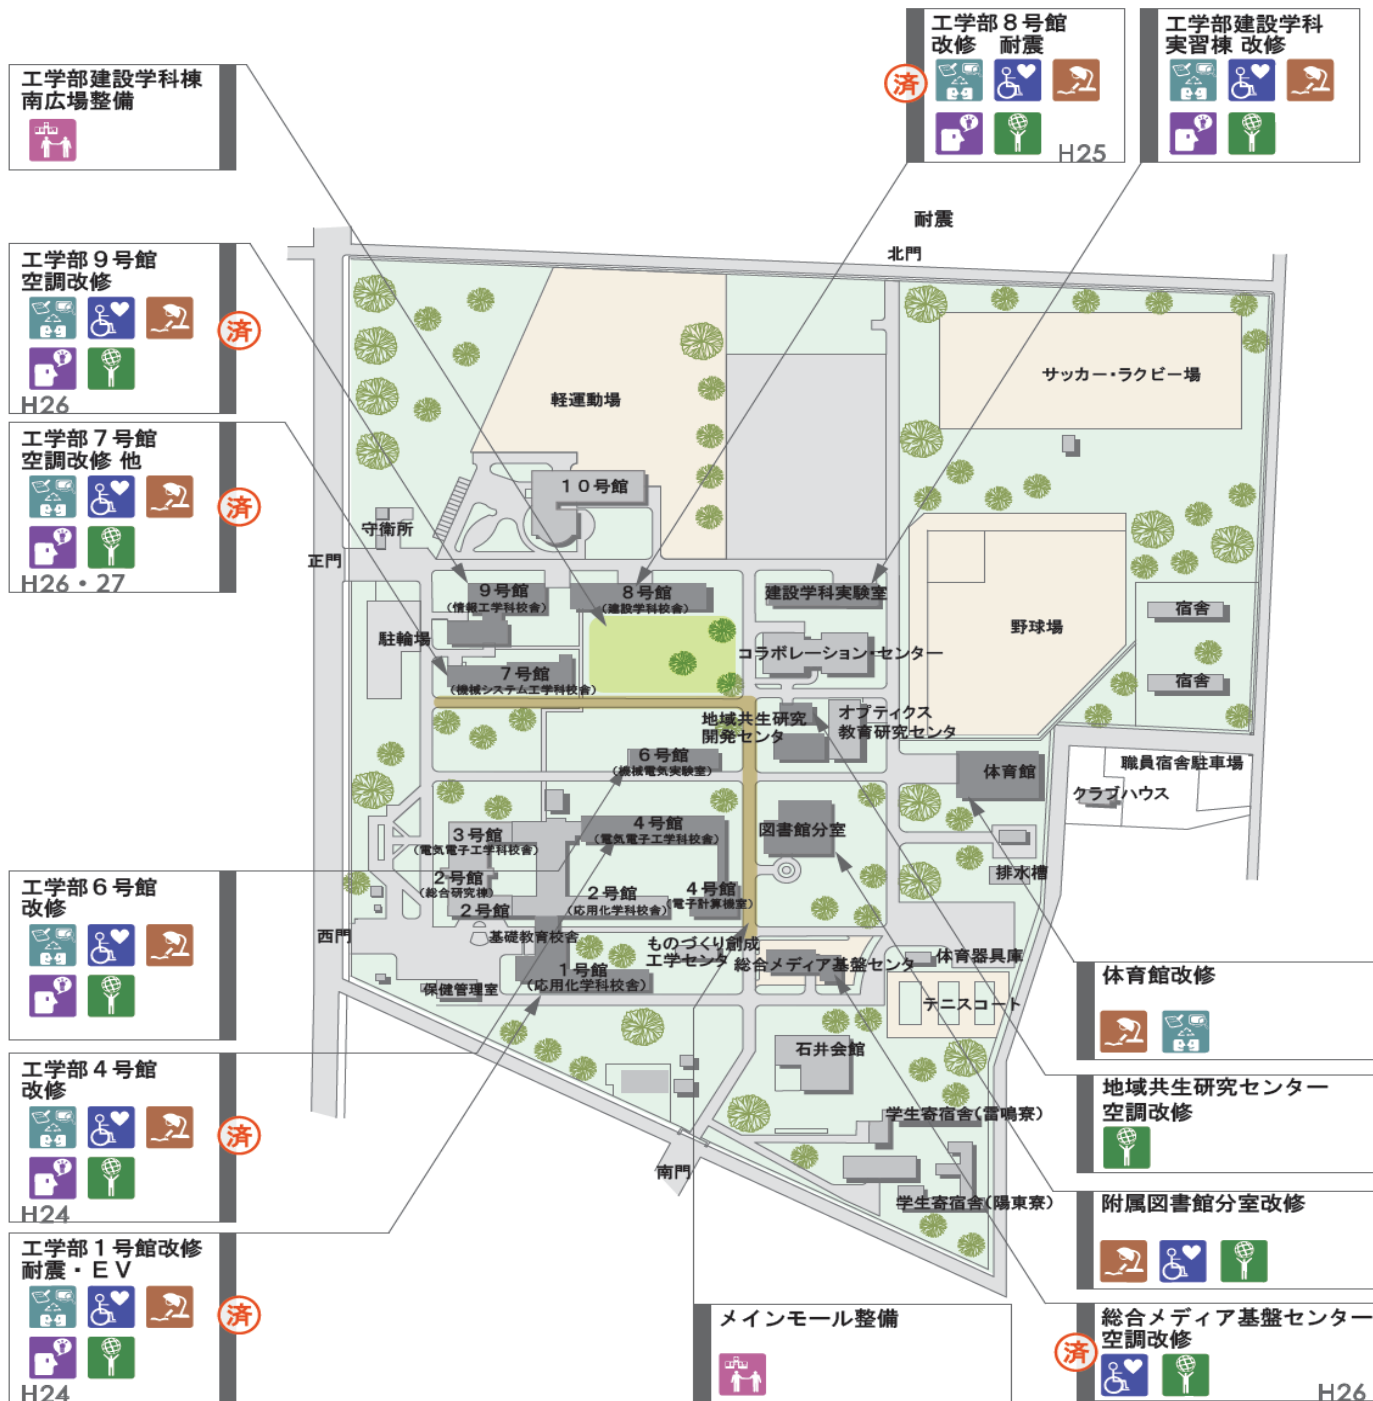 工学部建設学科棟
南広場整備
工学部８号館
改修　耐震
済
H25
工学部建設学科
実習棟 改修
耐震
北門
工学部９号館
空調改修
済
H26
工学部７号館
空調改修 他
済
H26・27
軽運動場
サッカー・ラクビー場
１０号館
守衛所
正門
９号館
（情報工学科校舎）
８号館
（建設学科校舎）
建設学科実験室
野球場
宿舎
宿舎
駐輪場
７号館
（機械システム工学科校舎）
コラボレーション・センター
地域共生研究
開発センタ
オプティクス
教育研究センタ
６号館
（機械電気実験室）
体育館
職員宿舎駐車場
クラブハウス
３号館
（電気電子工学科校舎）
４号館
（電気電子工学科校舎）
図書館分室
排水槽
２号館
（総合研究棟）
２号館
２号館
（応用化学科校舎）
４号館
（電子計算機室）
西門
基礎教育校舎
ものづくり創成
工学センタ
総合メディア基盤センタ
体育器具庫
保健管理室
１号館
（応用化学科校舎）
テニスコート
石井会館
学生寄宿舎（雷鳴寮）
学生寄宿舎（陽東寮）
南門
工学部６号館
改修
工学部４号館
改修
済
H24
工学部１号館改修
耐震・ＥＶ
済
H24
体育館改修
地域共生研究センター
空調改修
附属図書館分室改修
メインモール整備
総合メディア基盤センター
空調改修
済
H26